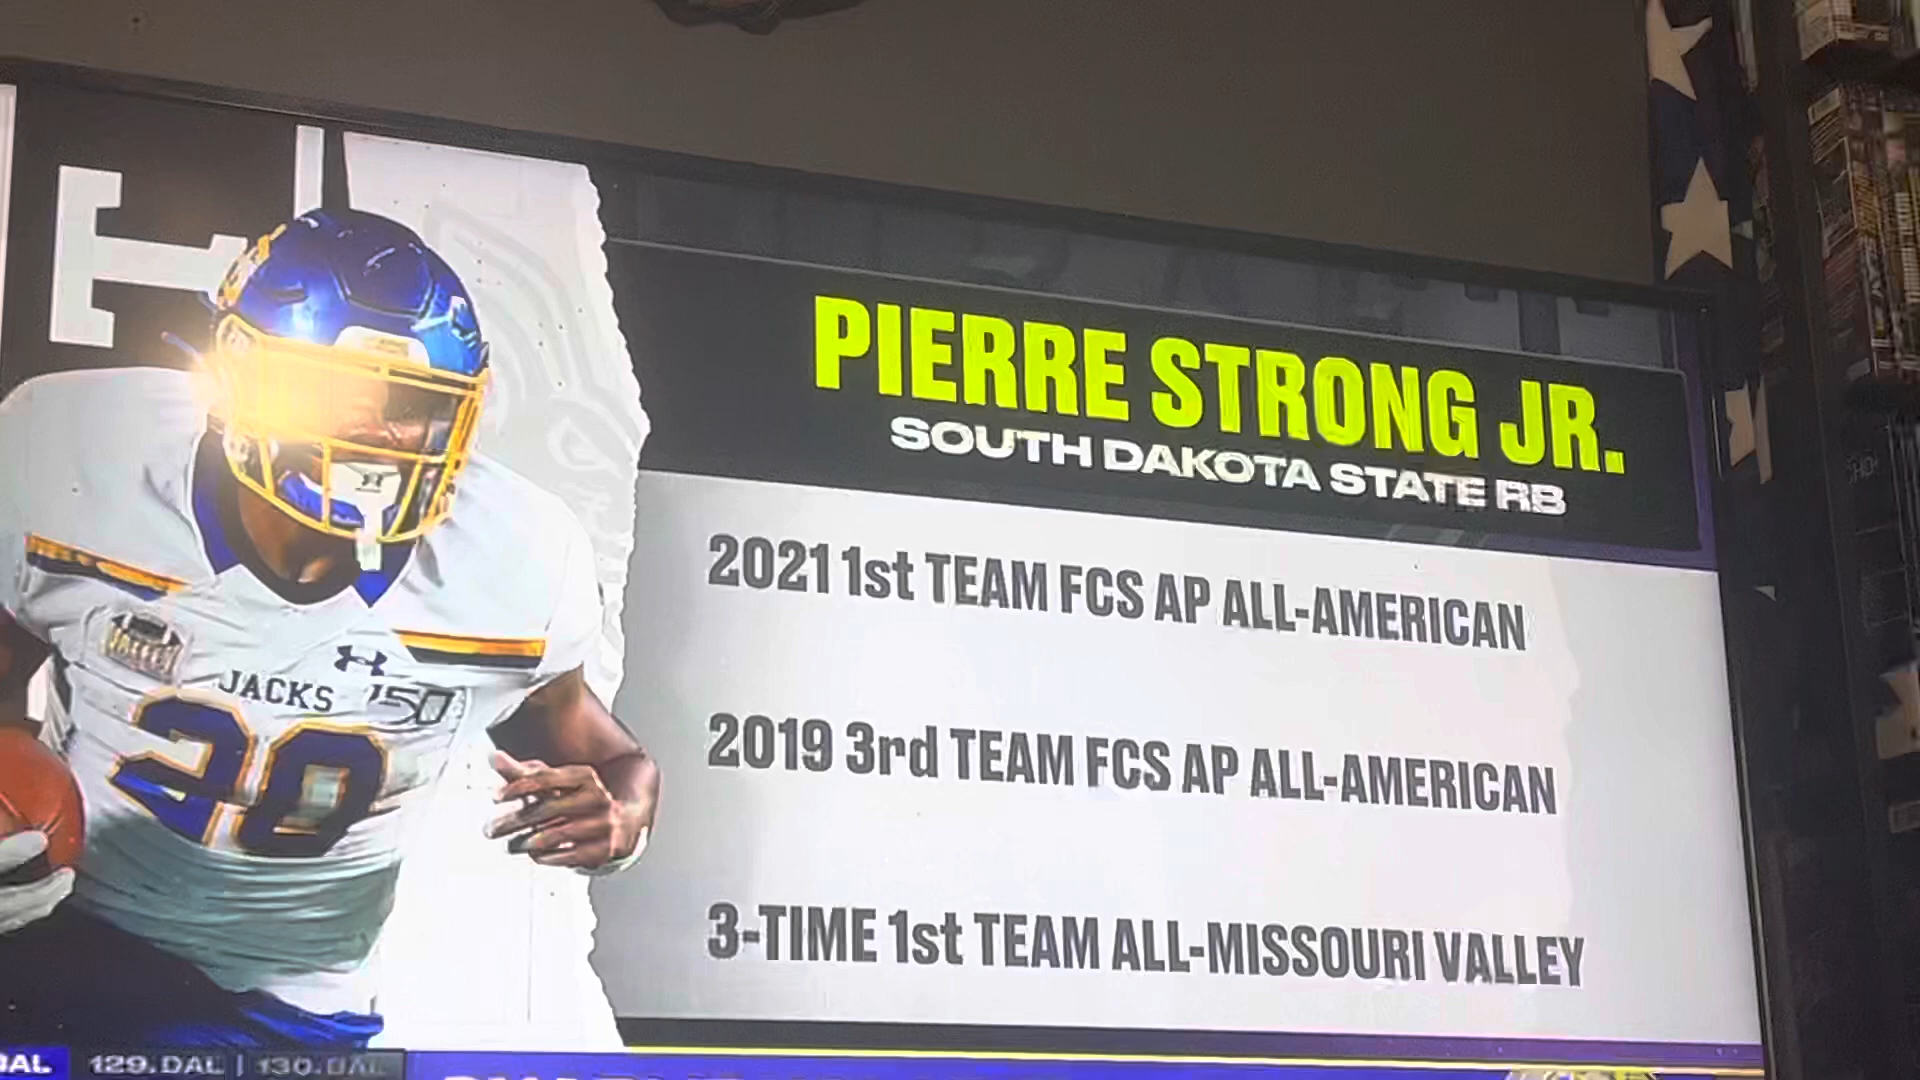 PIERRE STRONG JR.
SOUTH DAKOTA STATE RB
2021 1st TEAM FCS AP ALL-AMERICAN
2019 3rd TEAM FCS AP ALL-AMERICAN
3-TIME 1st TEAM ALL-MISSOURI VALLEY
VALLEY
JACKS 150
20
129.DAL | 130.